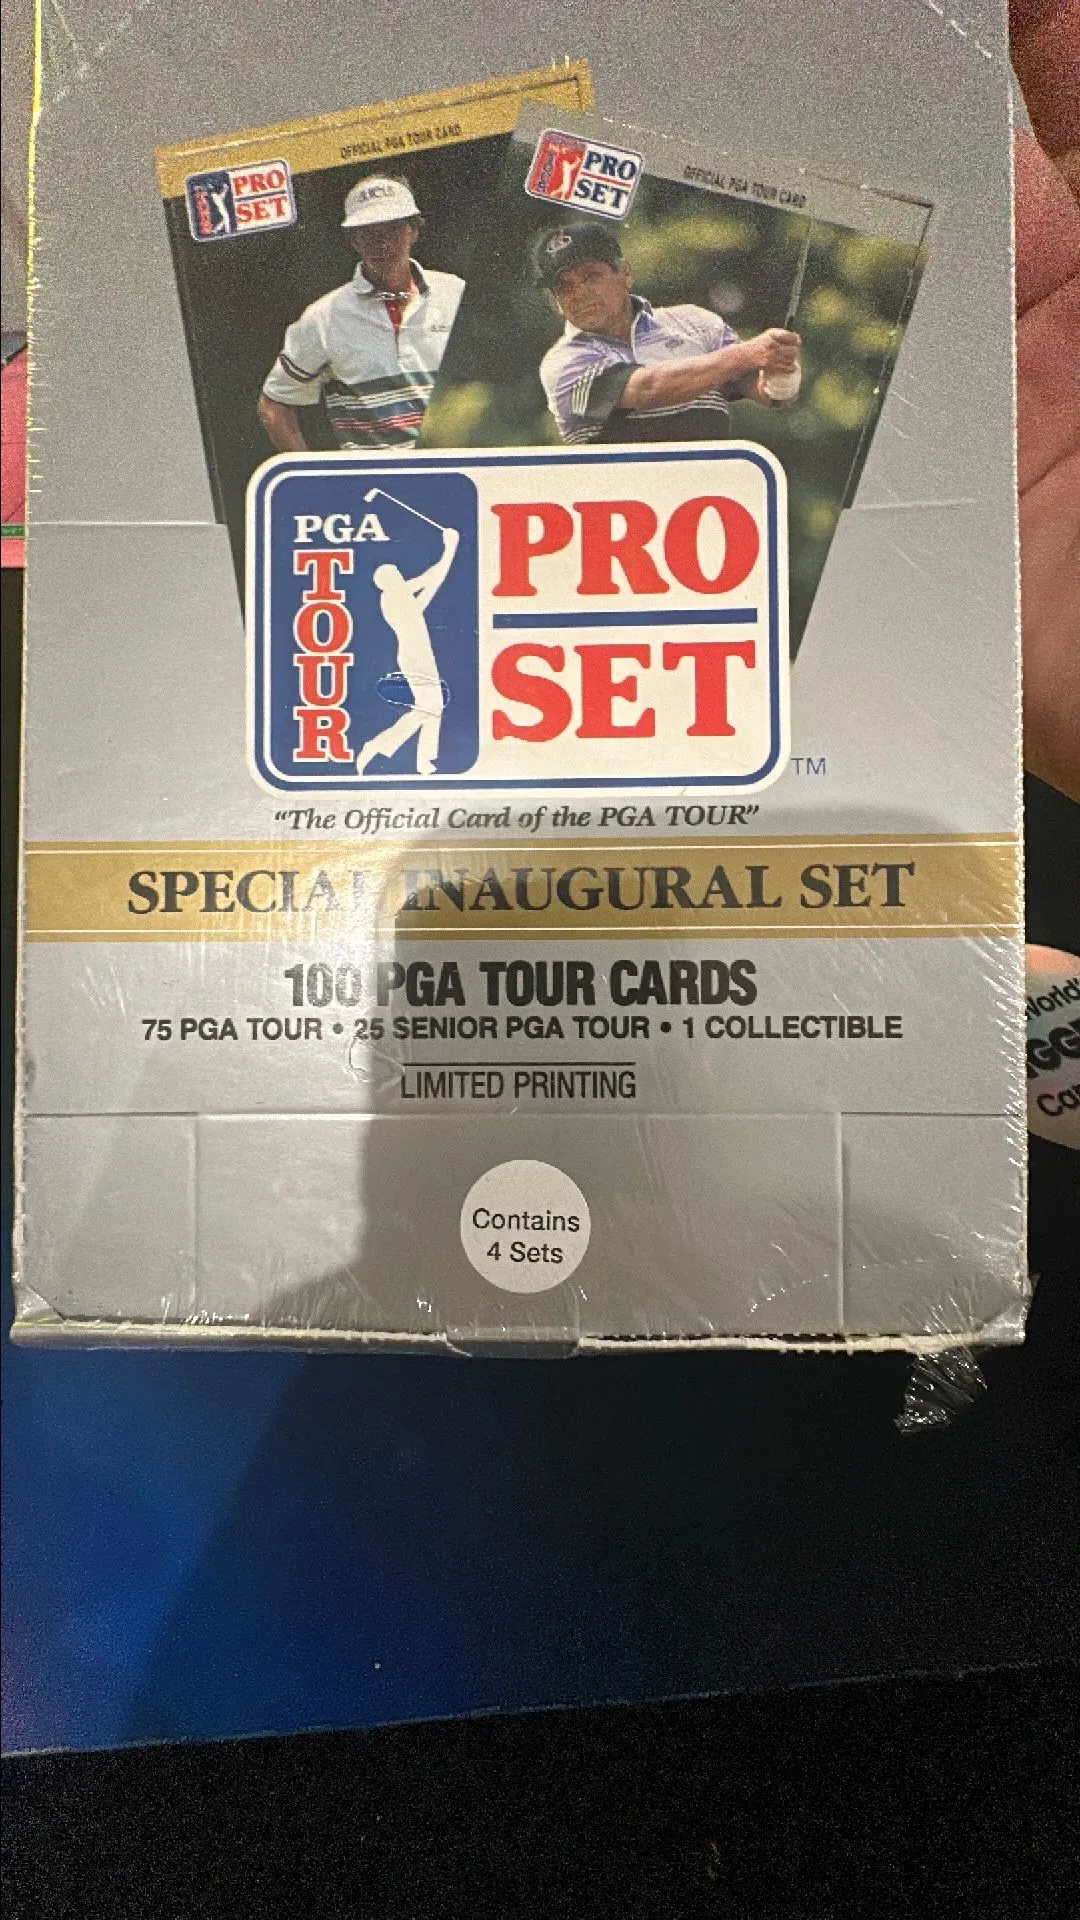 OFFICIAL PGA TOUR CARD
PRO
SET
OFFICIAL PGA TOUR CARD
PRO
SET
PGA
TOUR
PRO
SET
TM
"The Official Card of the PGA TOUR"
SPECIAL INAUGURAL SET
100 PGA TOUR CARDS
75 PGA TOUR • 25 SENIOR PGA TOUR • 1 COLLECTIBLE
LIMITED PRINTING
Contains
4 Sets